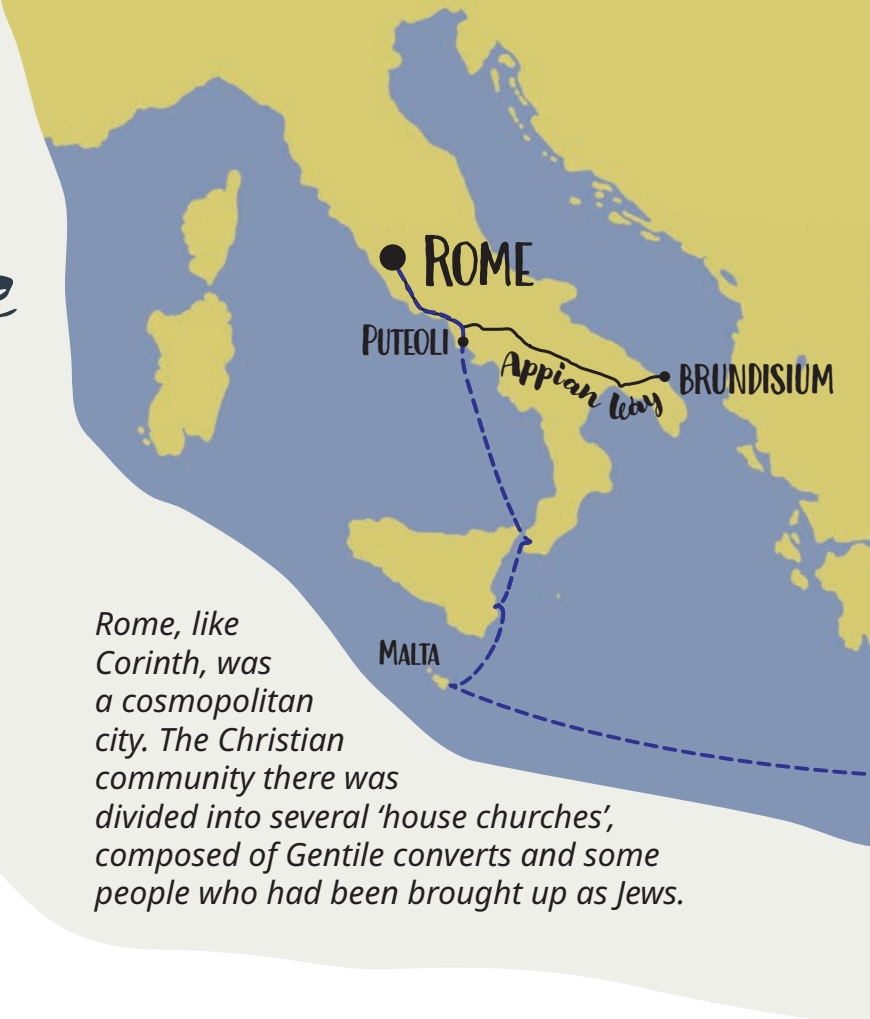 ROME
PUTEOLI
Appian Way
BRUNDISIUM
MALTA
Rome, like
Corinth, was
a cosmopolitan
city. The Christian
community there was
divided into several ‘house churches’,
composed of Gentile converts and some
people who had been brought up as Jews.